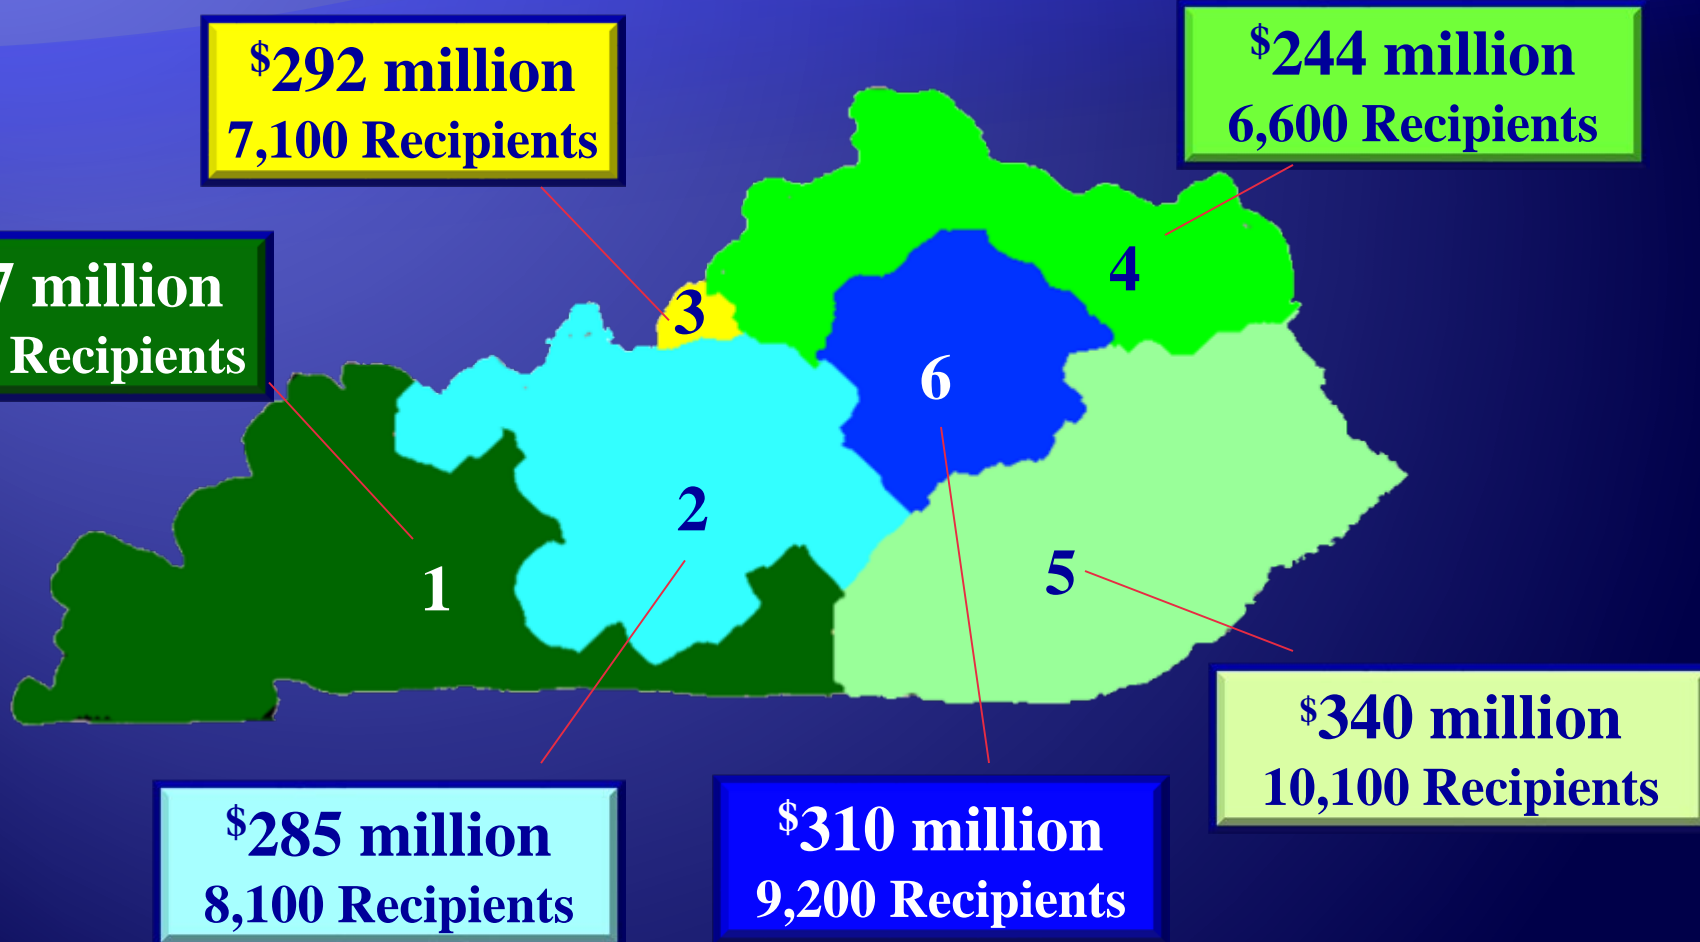 $292 million
7,100 Recipients
$244 million
6,600 Recipients
7 million
Recipients
3
4
6
2
5
1
$340 million
10,100 Recipients
$285 million
8,100 Recipients
$310 million
9,200 Recipients